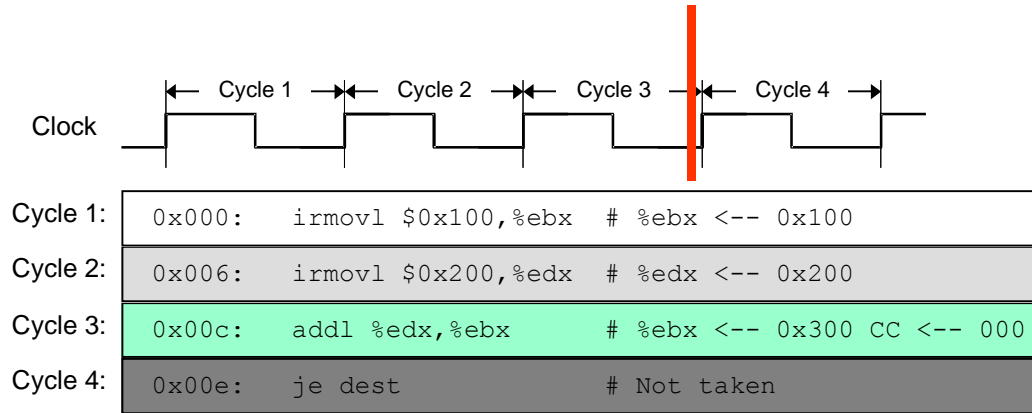 Cycle 1 Cycle 2 Cycle 3 Cycle 4
Clock
Cycle 1: 0x000: irmovl $0x100,%ebx # %ebx <-- 0x100
Cycle 2: 0x006: irmovl $0x200,%edx # %edx <-- 0x200
Cycle 3: 0x00c: addl %edx,%ebx # %ebx <-- 0x300 CC <-- 000
Cycle 4: 0x00e: je dest # Not taken